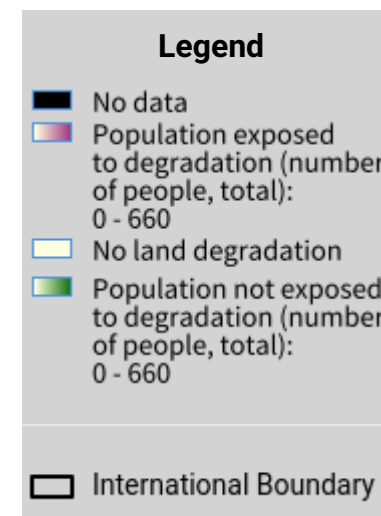 Legend
No data
Population exposed
to degradation (number
of people, total):
0 - 660
No land degradation
Population not exposed
to degradation (number
of people, total):
0 - 660
International Boundary